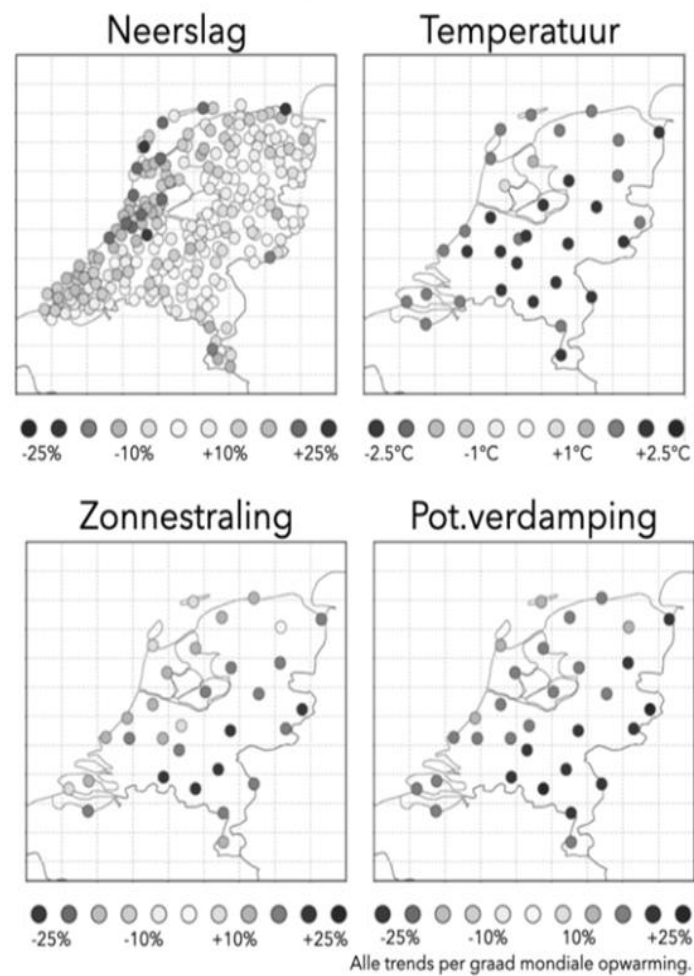 Neerslag
Temperatuur
-25% -10% +10% +25%
-2.5°C -1°C +1°C +2.5°C
Zonnestraling
Pot.verdamping
-25% -10% +10% +25%
-25% -10% 10% +25%
Alle trends per graad mondiale opwarming.